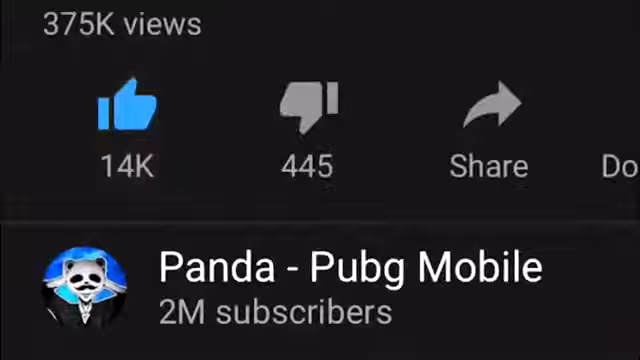 375K views
14K 445 Share Do
Panda - Pubg Mobile
2M subscribers